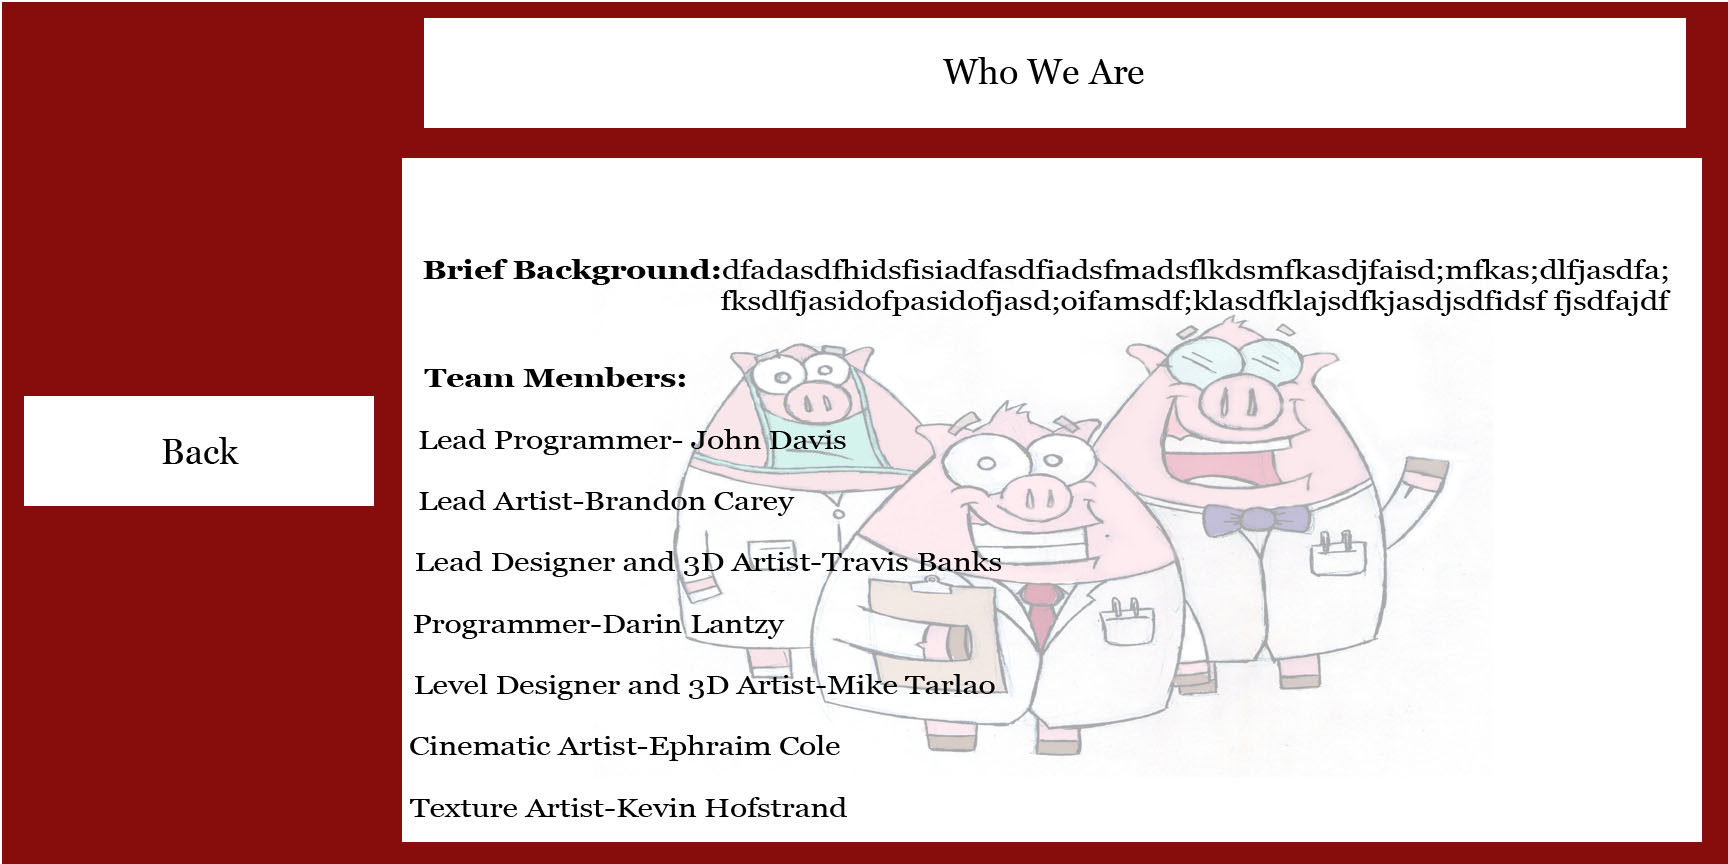 Who We Are
Brief Background:dfadasdfhidsfisiadfasdfiadsfmadsflkdsmfkasdjfaisd;mfkas;dlfjasdfa;
fksdlfjasidofpasidofjasd;oifamsdf;klasdfklajsdfkjasdjsdfidsf fjsdfajdf
Team Members:
Lead Programmer- John Davis
Back
Lead Artist-Brandon Carey
Lead Designer and 3D Artist-Travis Banks
Programmer-Darin Lantzy
Level Designer and 3D Artist-Mike Tarlao
Cinematic Artist-Ephraim Cole
Texture Artist-Kevin Hofstrand